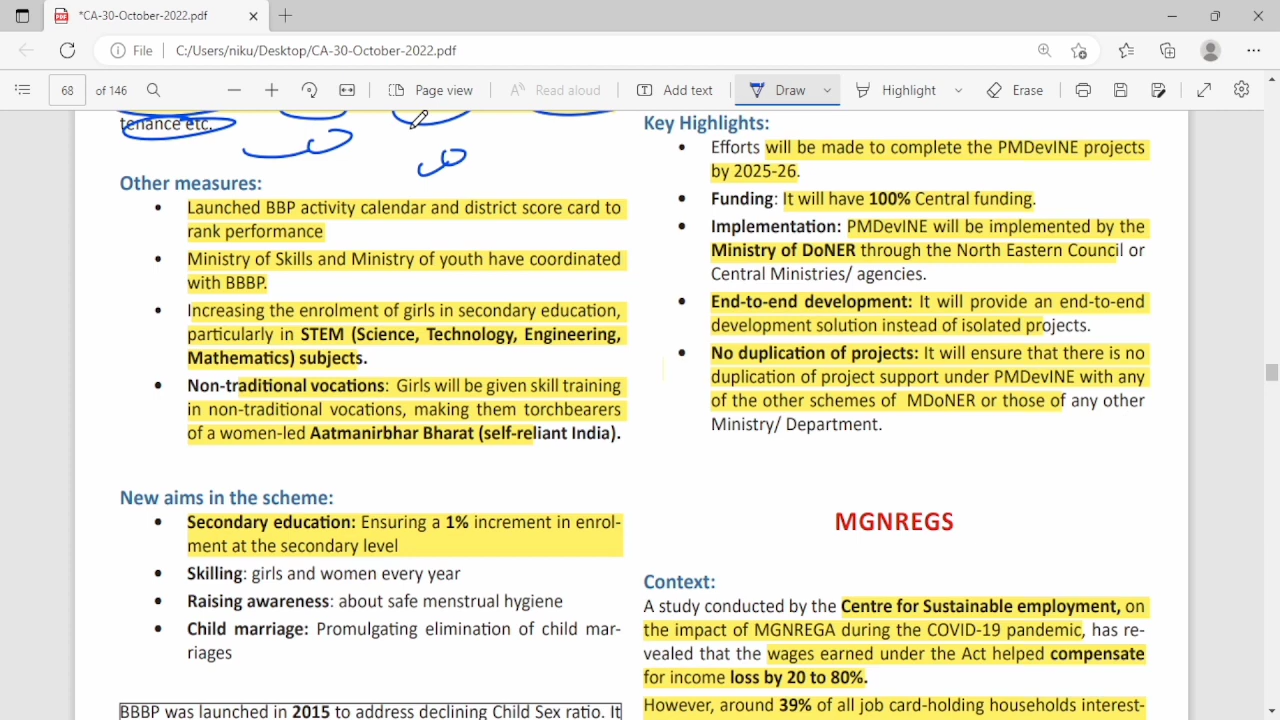 *CA-30-October-2022.pdf
File
C:/Users/niku/Desktop/CA-30-October-2022.pdf
68 of 146
Page view
Read aloud
Add text
Draw
Highlight
Erase
tenance etc.
Other measures:
• Launched BBP activity calendar and district score card to
rank performance
• Ministry of Skills and Ministry of youth have coordinated
with BBBP.
• Increasing the enrolment of girls in secondary education,
particularly in STEM (Science, Technology, Engineering,
Mathematics) subjects.
• Non-traditional vocations: Girls will be given skill training
in non-traditional vocations, making them torchbearers
of a women-led Aatmanirbhar Bharat (self-reliant India).
New aims in the scheme:
• Secondary education: Ensuring a 1% increment in enrol-
ment at the secondary level
• Skilling: girls and women every year
• Raising awareness: about safe menstrual hygiene
• Child marriage: Promulgating elimination of child mar-
riages
BBBP was launched in 2015 to address declining Child Sex ratio. It
Key Highlights:
• Efforts will be made to complete the PMDevINE projects
by 2025-26.
• Funding: It will have 100% Central funding.
• Implementation: PMDevINE will be implemented by the
Ministry of DoNER through the North Eastern Council or
Central Ministries/ agencies.
• End-to-end development: It will provide an end-to-end
development solution instead of isolated projects.
• No duplication of projects: It will ensure that there is no
duplication of project support under PMDevINE with any
of the other schemes of MDoNER or those of any other
Ministry/ Department.
MGNREGS
Context:
A study conducted by the Centre for Sustainable employment, on
the impact of MGNREGA during the COVID-19 pandemic, has re-
vealed that the wages earned under the Act helped compensate
for income loss by 20 to 80%.
However, around 39% of all job card-holding households interest-